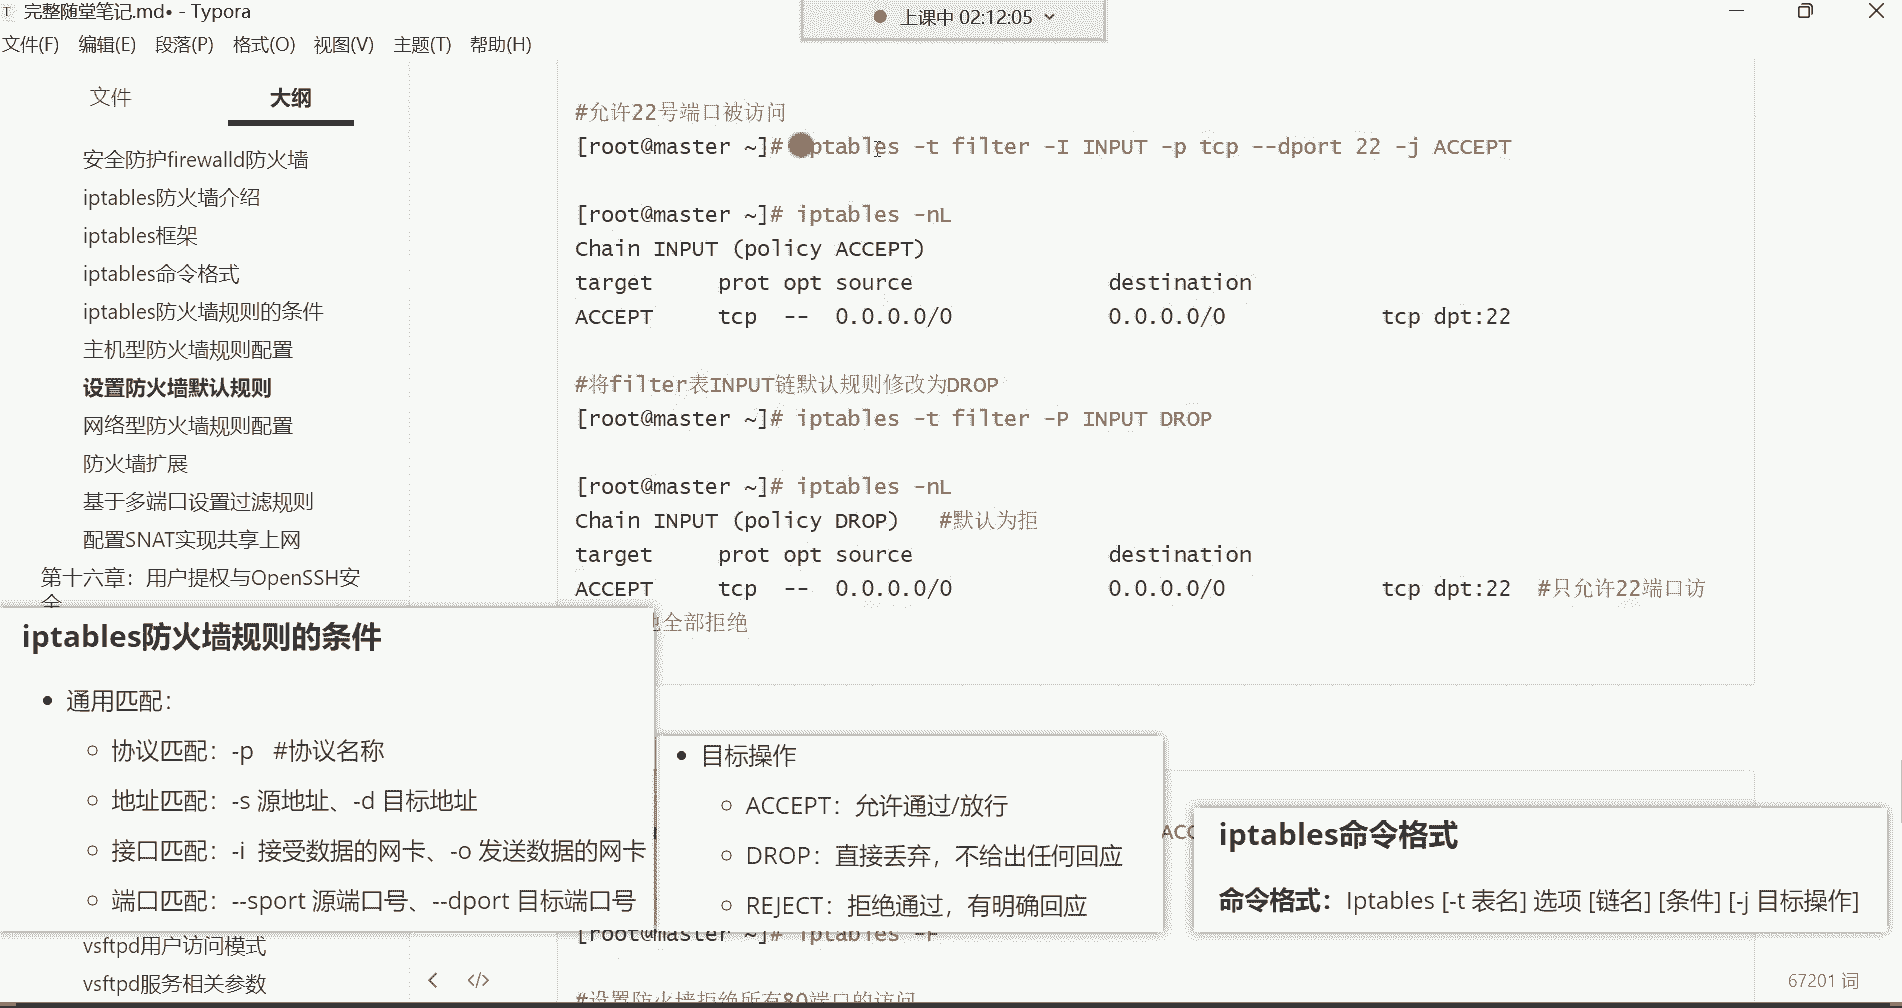 完整随堂笔记.md• - Typora
上课中 02:12:05
文件(F) 编辑(E) 段落(P) 格式(O) 视图(V) 主题(T) 帮助(H)
文件 大纲
安全防护firewalld防火墙
iptables防火墙介绍
iptables框架
iptables命令格式
iptables防火墙规则的条件
主机型防火墙规则配置
设置防火墙默认规则
网络型防火墙规则配置
防火墙扩展
基于多端口设置过滤规则
配置SNAT实现共享上网
第十六章：用户提权与OpenSSH安
全
#允许22号端口被访问
[root@master ~]# iptables -t filter -I INPUT -p tcp --dport 22 -j ACCEPT
[root@master ~]# iptables -nL
Chain INPUT (policy ACCEPT)
target prot opt source destination
ACCEPT tcp -- 0.0.0.0/0 0.0.0.0/0 tcp dpt:22
#将filter表INPUT链默认规则修改为DROP
[root@master ~]# iptables -t filter -P INPUT DROP
[root@master ~]# iptables -nL
Chain INPUT (policy DROP) #默认为拒
target prot opt source destination
ACCEPT tcp -- 0.0.0.0/0 0.0.0.0/0 tcp dpt:22 #只允许22端口访
全部拒绝
iptables防火墙规则的条件
• 通用匹配：
○ 协议匹配：-p #协议名称
○ 地址匹配：-s 源地址、-d 目标地址
○ 接口匹配：-i 接受数据的网卡、-o 发送数据的网卡
○ 端口匹配：--sport 源端口号、--dport 目标端口号
• 目标操作
○ ACCEPT：允许通过/放行
○ DROP：直接丢弃，不给出任何回应
○ REJECT：拒绝通过，有明确回应
ACC
iptables命令格式
命令格式：Iptables [-t 表名] 选项 [链名] [条件] [-j 目标操作]
[root@master ~]# iptables -F
vsftpd用户访问模式
vsftpd服务相关参数
#设置防火墙拒绝所有80端口的访问
67201 词